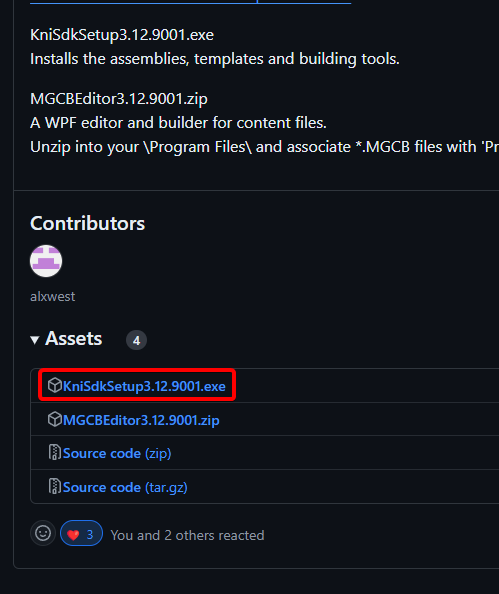 KniSdkSetup3.12.9001.exe
Installs the assemblies, templates and building tools.
MGCBEditor3.12.9001.zip
A WPF editor and builder for content files.
Unzip into your \Program Files\ and associate *.MGCB files with 'Pr
Contributors
alxwest
Assets 4
KniSdkSetup3.12.9001.exe
MGCBEditor3.12.9001.zip
Source code (zip)
Source code (tar.gz)
3 You and 2 others reacted